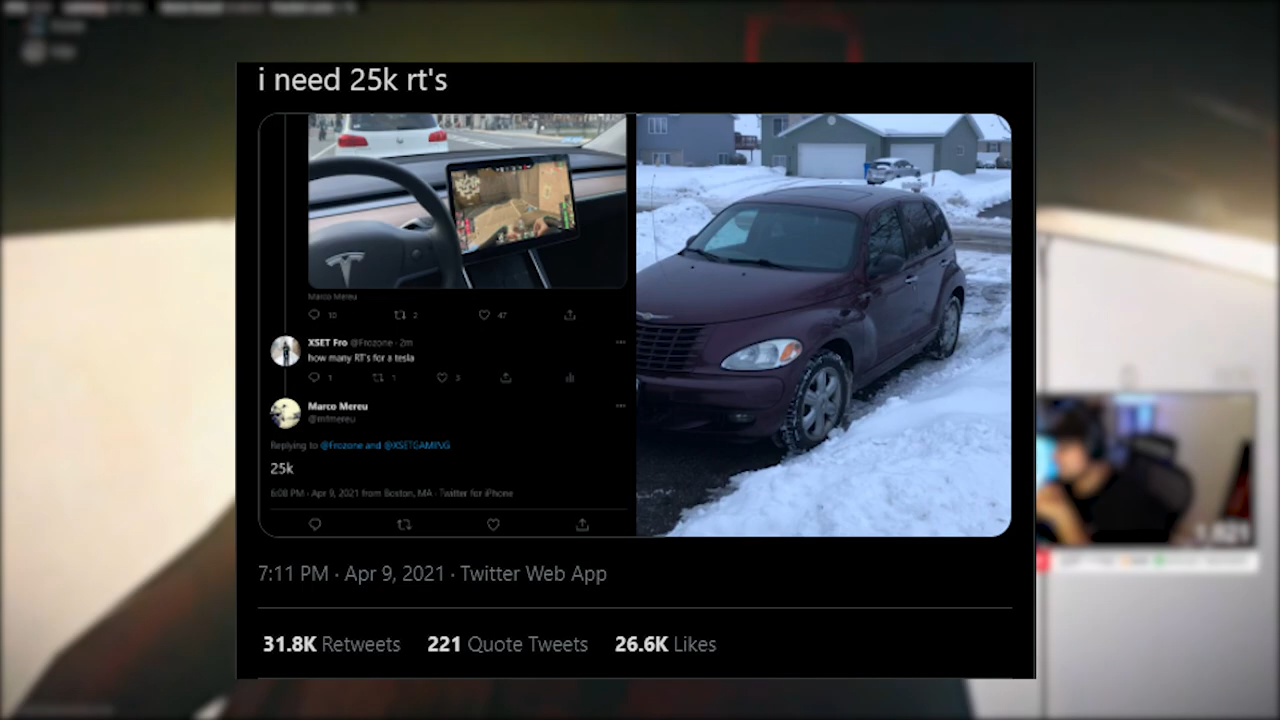 i need 25k rt's
Marco Mereu
10 2 47
XSET Fro @Frozone · 2m
how many RT's for a tesla
1 1 3
Marco Mereu
@mtmereu
Replying to @Frozone and @XSETGAMING
25k
6:08 PM · Apr 9, 2021 from Boston, MA · Twitter for iPhone
7:11 PM · Apr 9, 2021 · Twitter Web App
31.8K Retweets 221 Quote Tweets 26.6K Likes